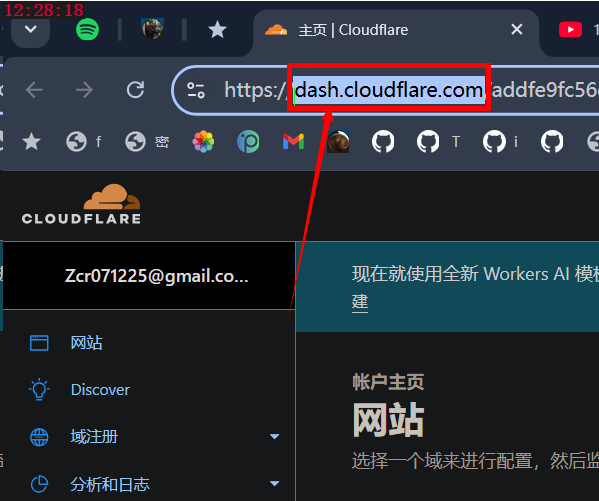 12:28:18
主页 | Cloudflare
https://dash.cloudflare.com/addfe9fc56
f
密
T
i
CLOUDFLARE
Zcr071225@gmail.co...
现在就使用全新 Workers AI 模
建
网站
Discover
域注册
分析和日志
帐户主页
网站
选择一个域来进行配置，然后监